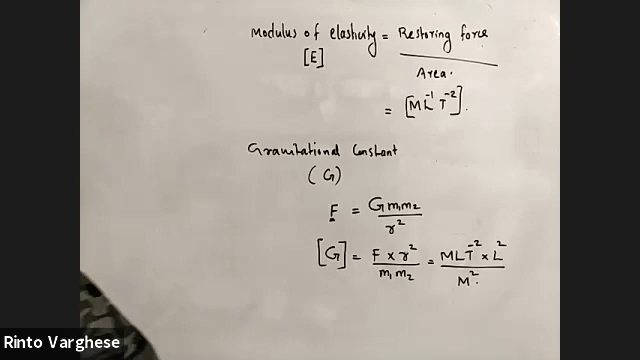 Modulus of elasticity = Restoring force / Area.
[E]
= [ML⁻¹T⁻²].
Gravitational Constant
(G)
F = Gm₁m₂ / r²
[G] = F × r² / m₁m₂ = MLT⁻² × L² / M².
Rinto Varghese